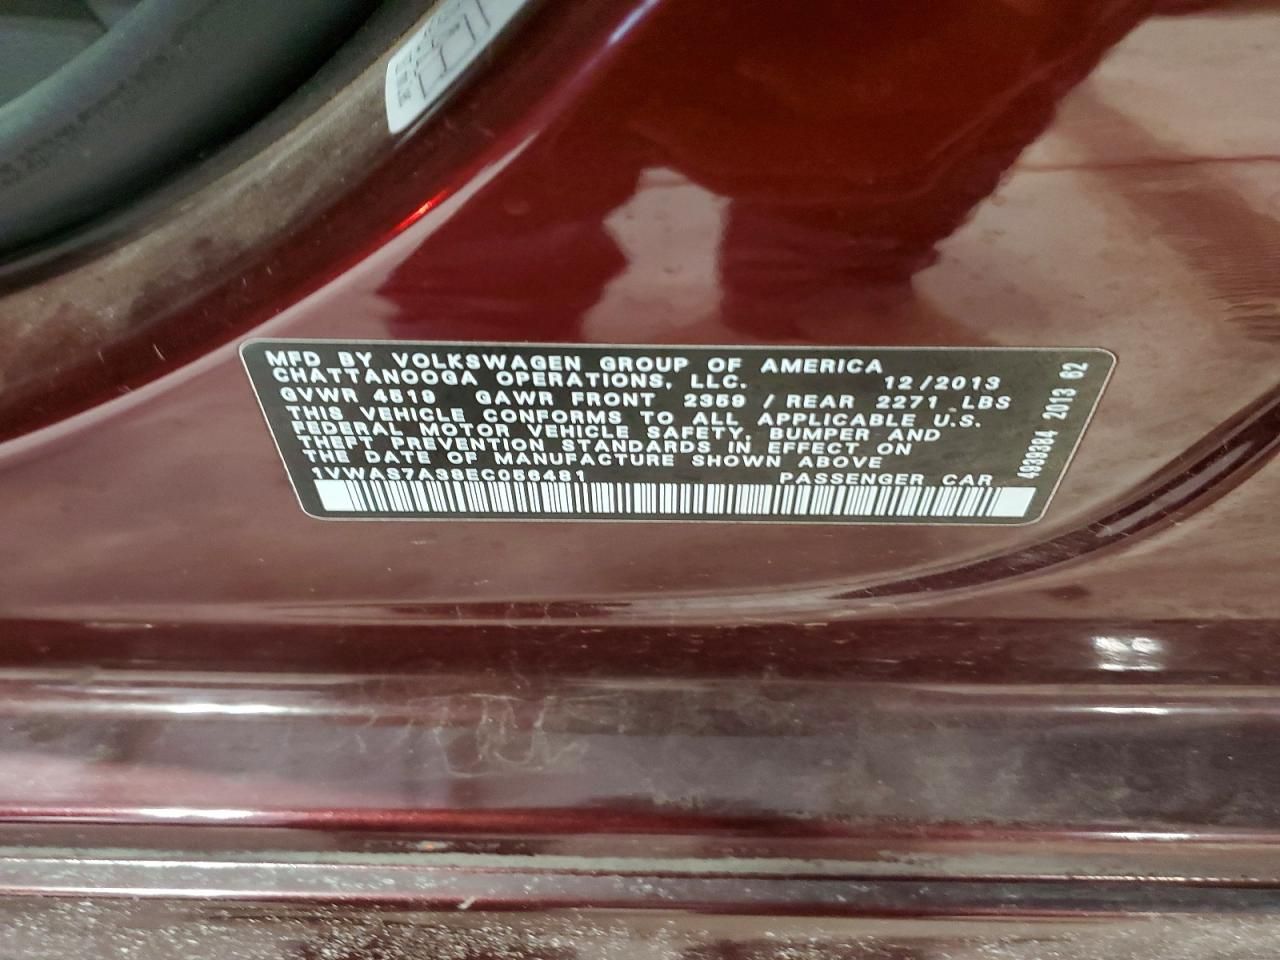 MFD BY VOLKSWAGEN GROUP OF AMERICA
CHATTANOOGA OPERATIONS, LLC. 12/2013
GVWR 4519 GAWR FRONT 2359 / REAR 2271 LBS
THIS VEHICLE CONFORMS TO ALL APPLICABLE U.S.
FEDERAL MOTOR VEHICLE SAFETY, BUMPER AND
THEFT PREVENTION STANDARDS IN EFFECT ON
THE DATE OF MANUFACTURE SHOWN ABOVE
1VWAS7A38EC056481 PASSENGER CAR
4939384 2013 62